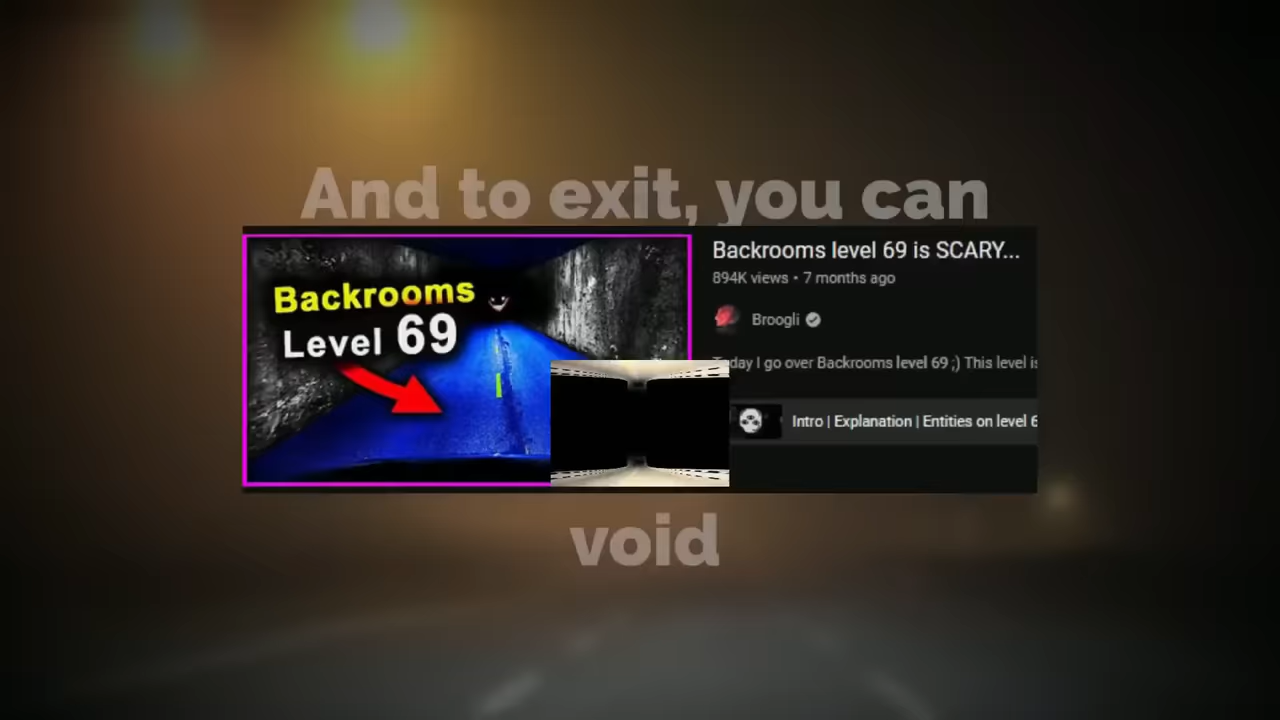 And to exit, you can
Backrooms
Level 69
Backrooms level 69 is SCARY...
894K views • 7 months ago
Broogli
day I go over Backrooms level 69 ;) This level is
Intro | Explanation | Entities on level 6
void